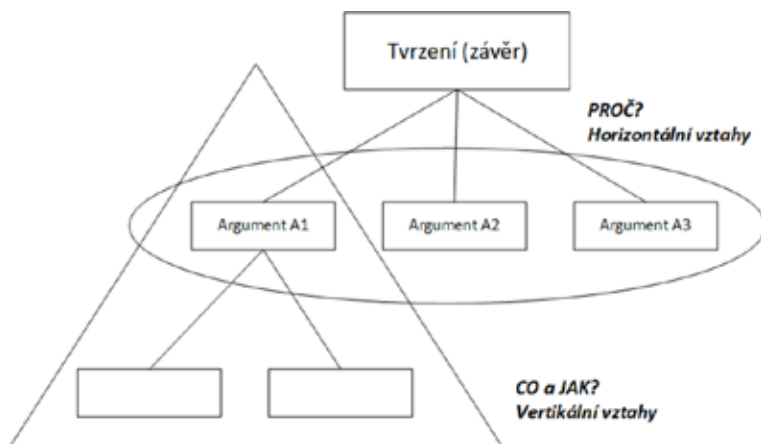 Tvrzení (závěr)
PROČ?
Horizontální vztahy
Argument A1
Argument A2
Argument A3
CO a JAK?
Vertikální vztahy